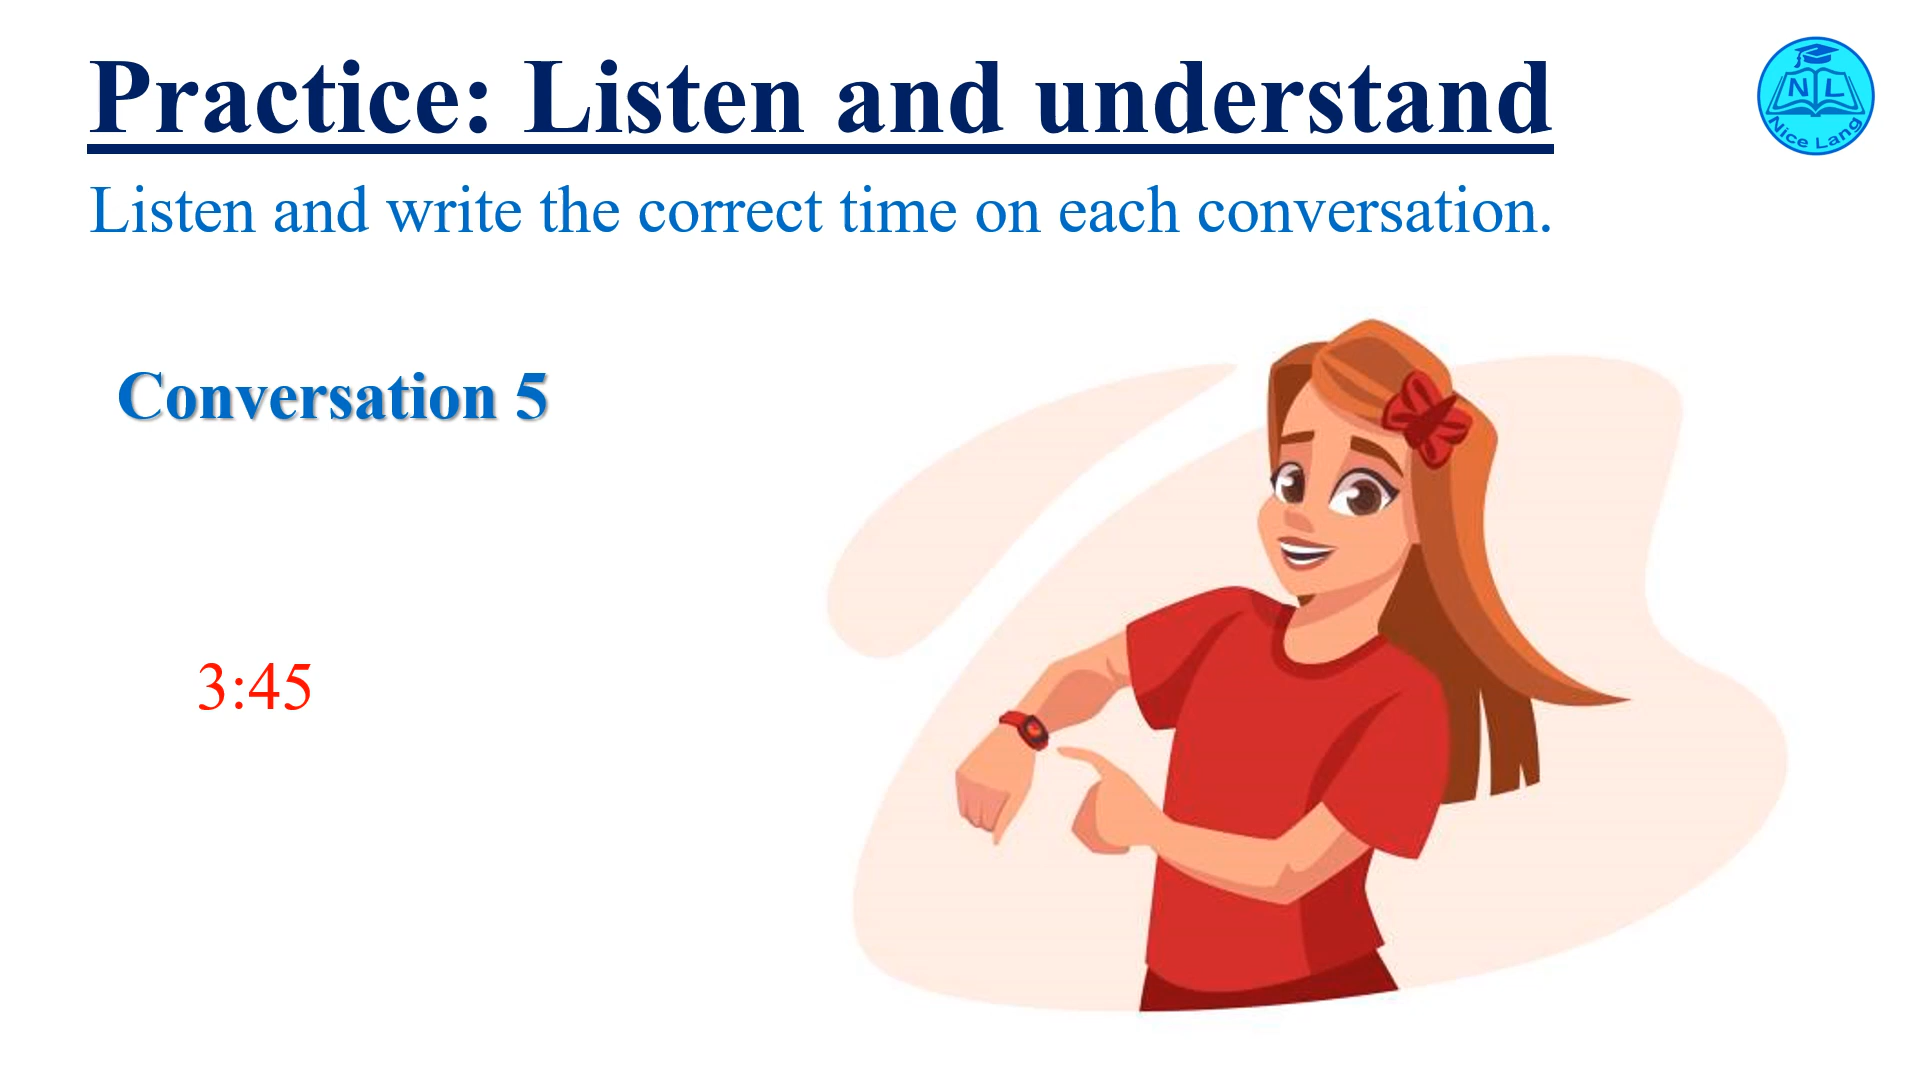 Practice: Listen and understand
Listen and write the correct time on each conversation.
Conversation 5
3:45
N L
Nice Lang